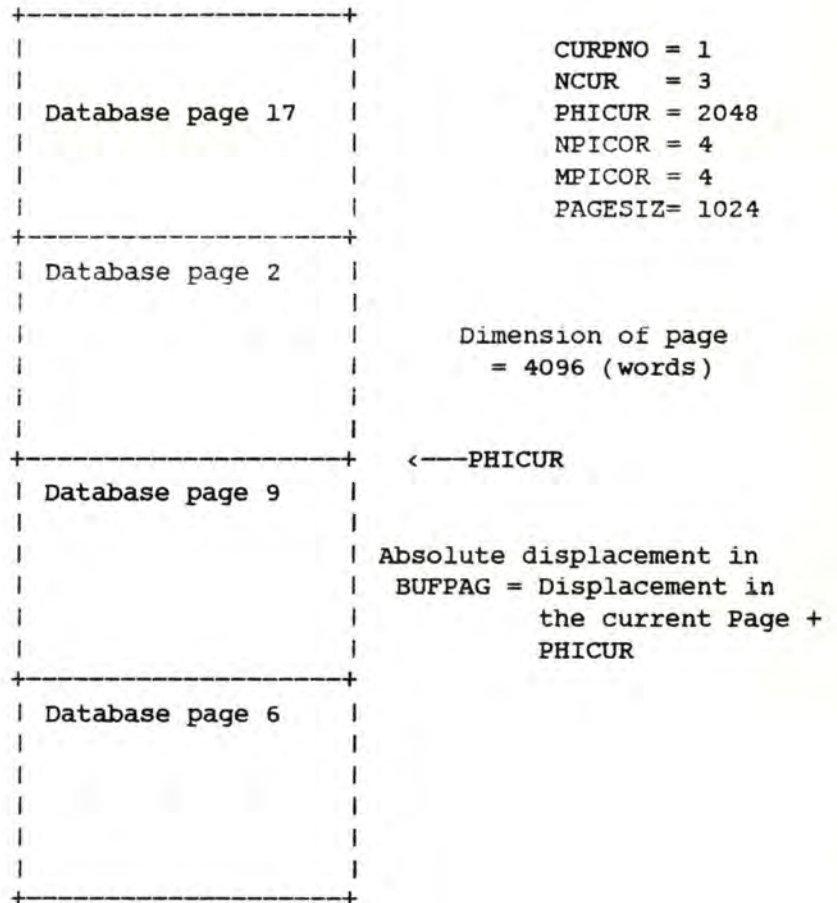 CURPNO = 1
NCUR = 3
Database page 17
PHICUR = 2048
NPICOR = 4
MPICOR = 4
PAGESIZ= 1024
Database page 2
Dimension of page
= 4096 (words)
<---PHICUR
Database page 9
Absolute displacement in
BUFPAG = Displacement in
the current Page +
PHICUR
Database page 6